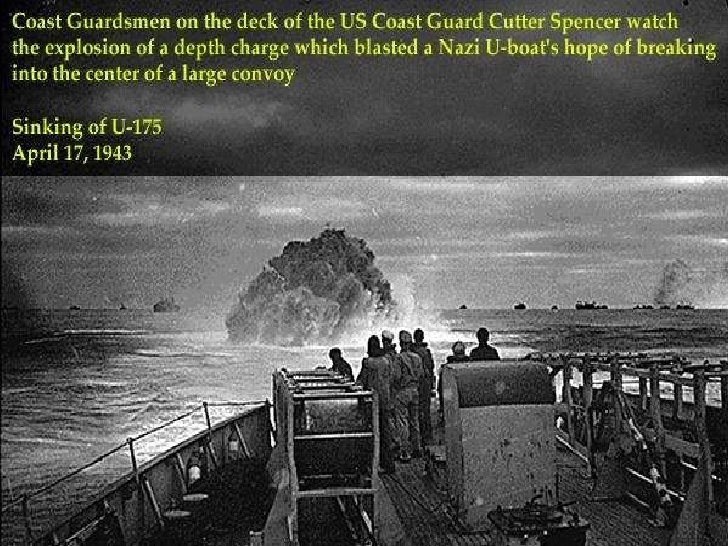 Coast Guardsmen on the deck of the US Coast Guard Cutter Spencer watch
the explosion of a depth charge which blasted a Nazi U-boat's hope of breaking
into the center of a large convoy
Sinking of U-175
April 17, 1943